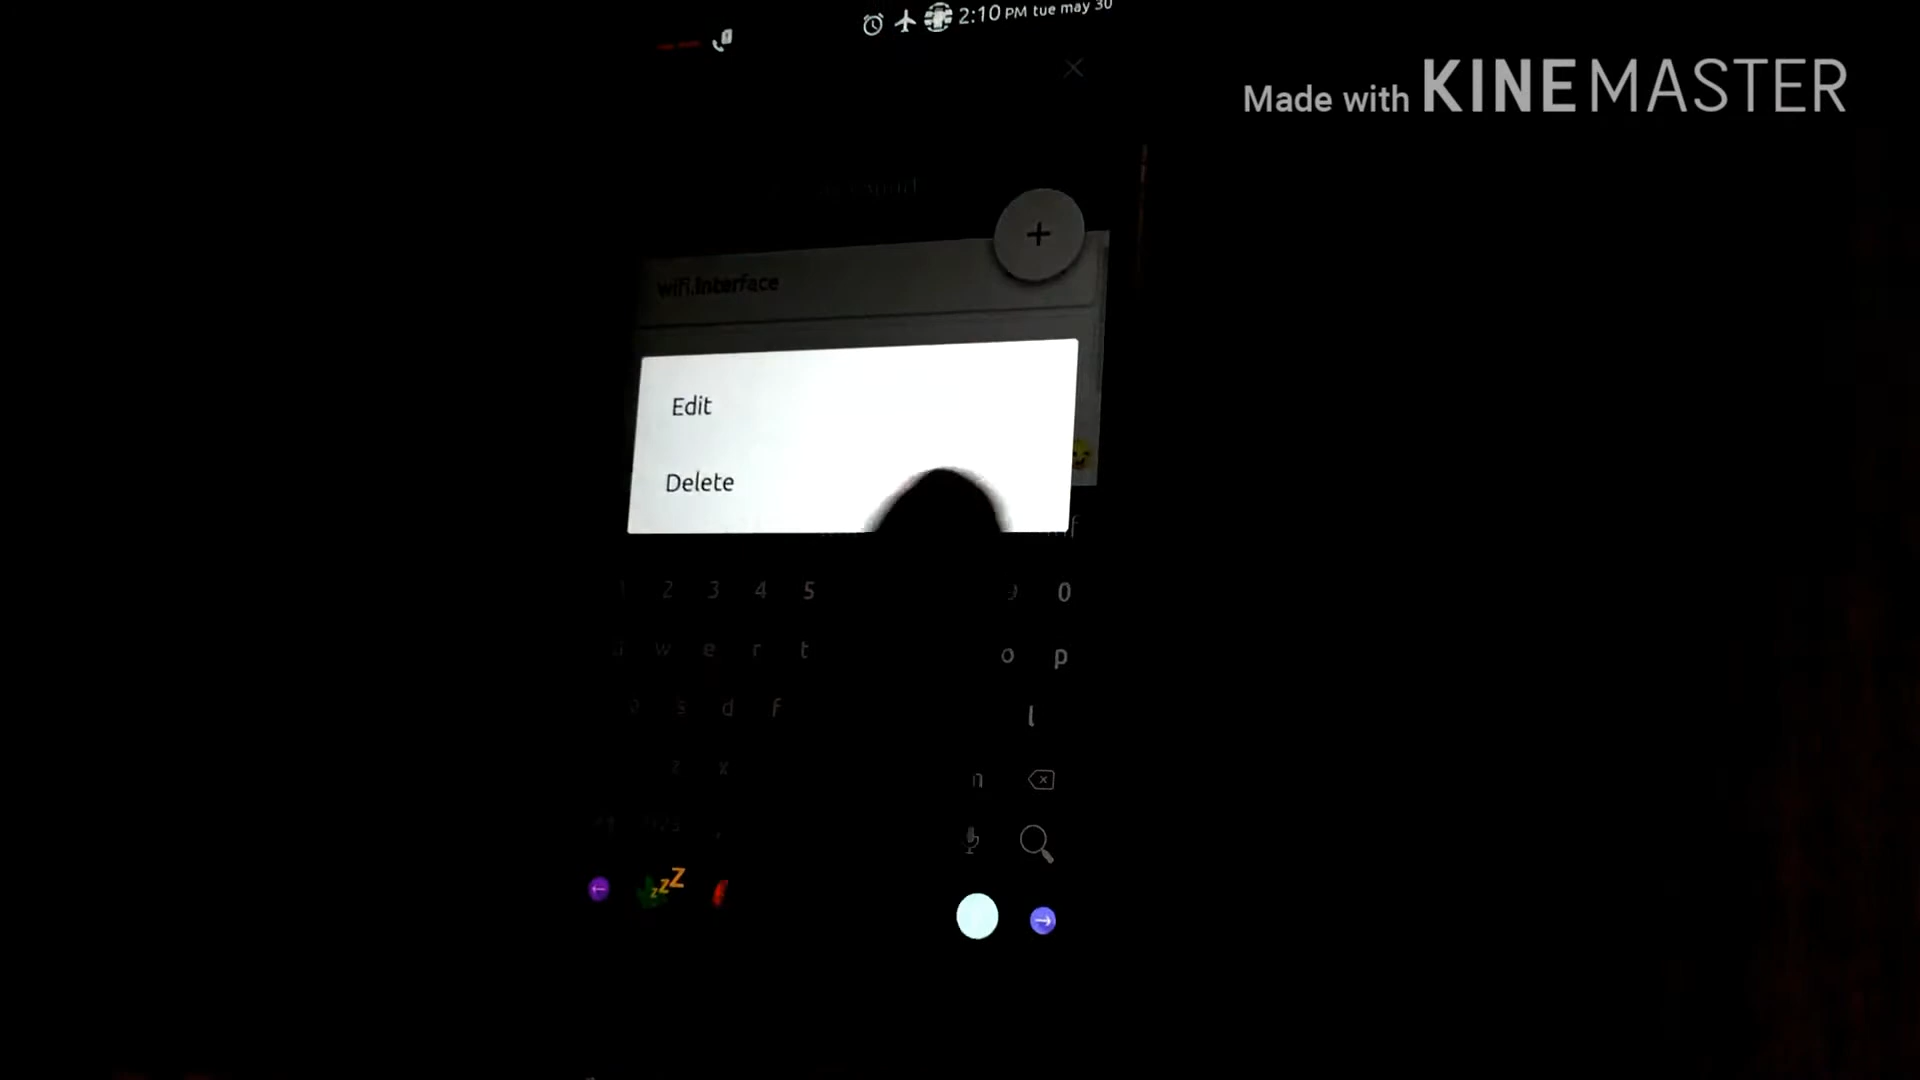 2:10 PM tue may 30
Made with KINEMASTER
+
wifi.interface
Edit
Delete
2 3 4 5 0
w e r t o p
s d f l
z x n
zzZ